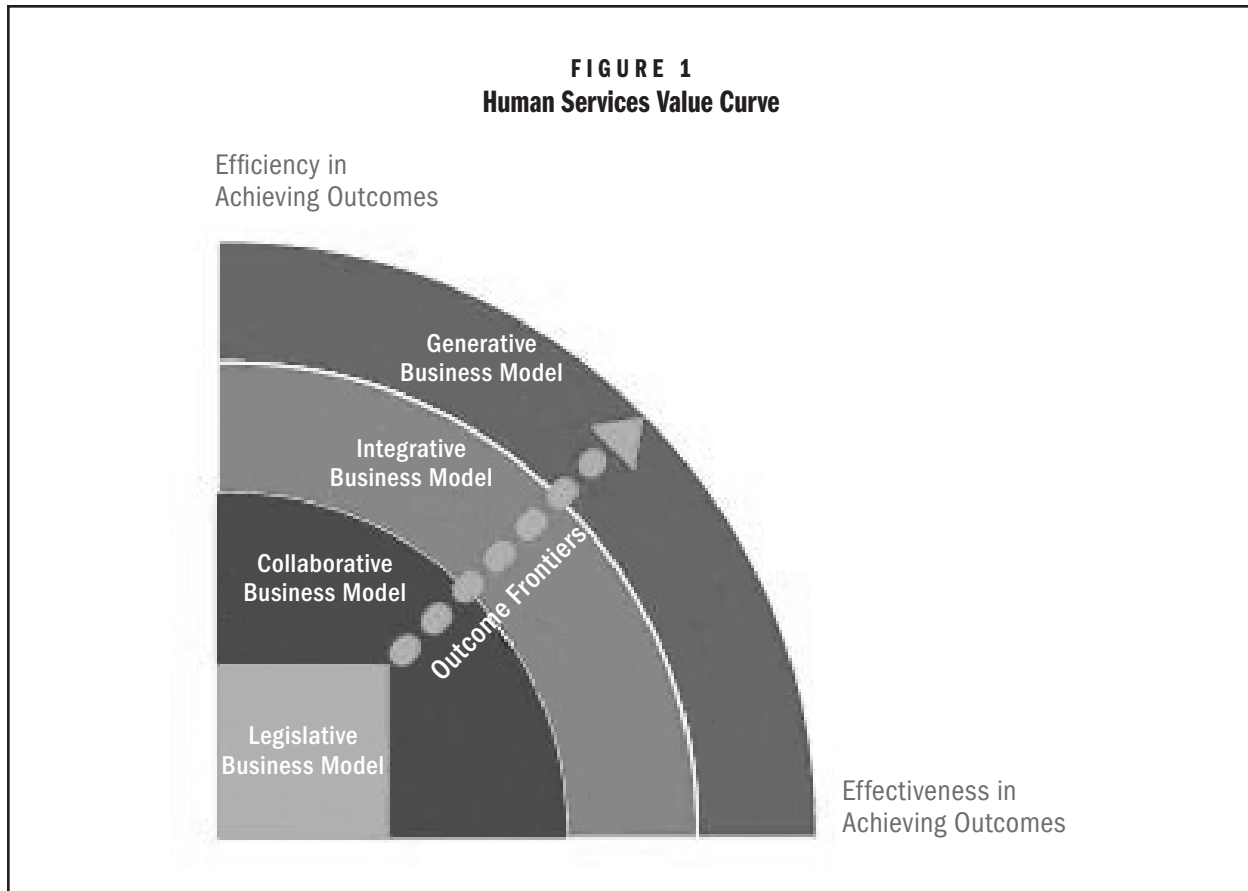 FIGURE 1
Human Services Value Curve
Efficiency in
Achieving Outcomes
Generative
Business Model
Integrative
Business Model
Collaborative
Business Model
Outcome Frontiers
Legislative
Business Model
Effectiveness in
Achieving Outcomes